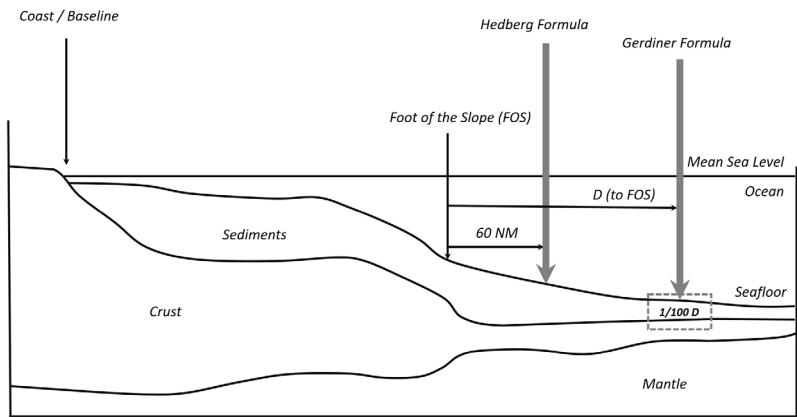 Coast / Baseline
Hedberg Formula
Gerdiner Formula
Foot of the Slope (FOS)
Mean Sea Level
Ocean
D (to FOS)
60 NM
Sediments
Seafloor
1/100 D
Crust
Mantle